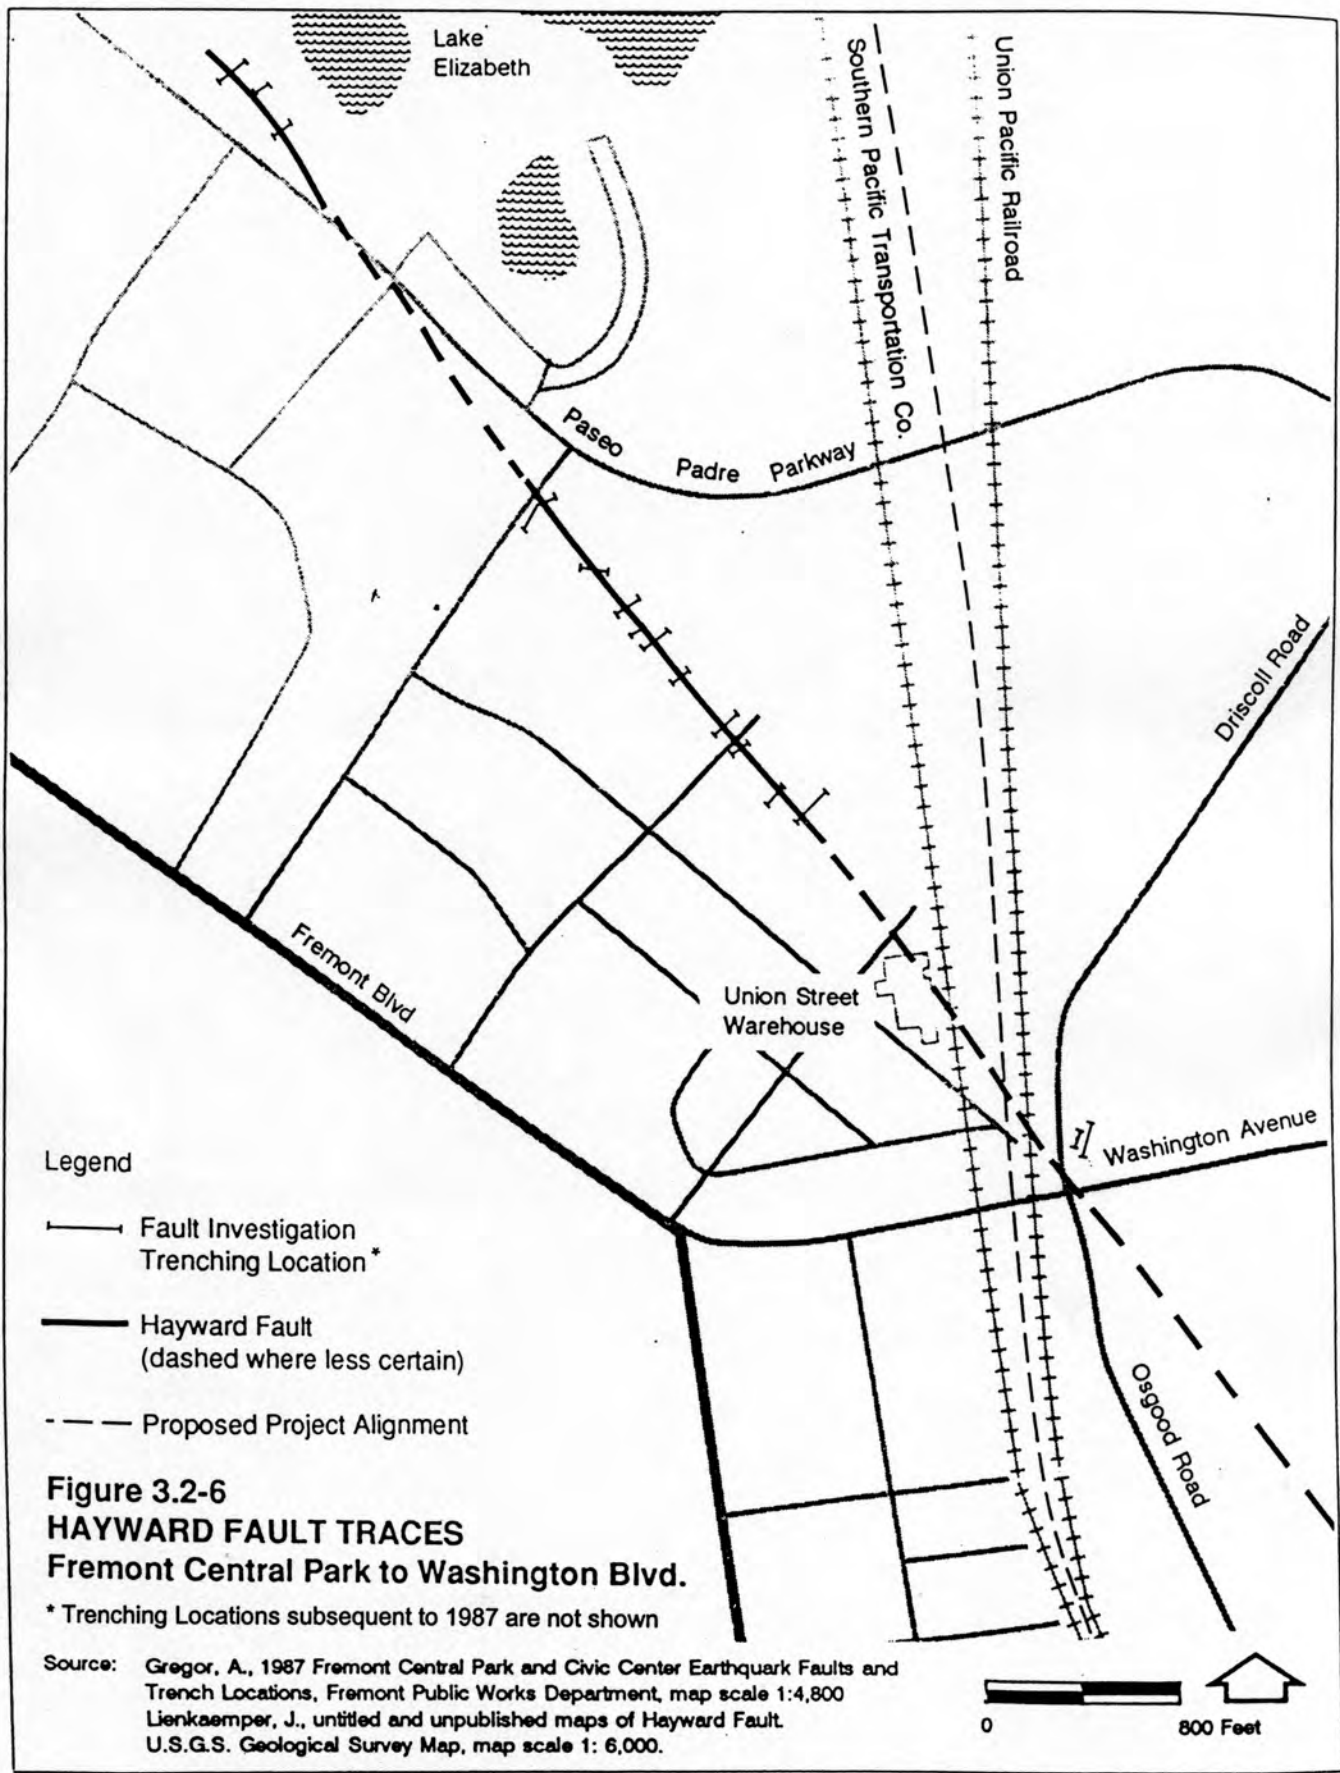 Lake
Elizabeth
Southern Pacific Transportation Co.
Union Pacific Railroad
Paseo Padre Parkway
Driscoll Road
Fremont Blvd
Union Street
Warehouse
Washington Avenue
Osgood Road
Legend
Fault Investigation
Trenching Location*
Hayward Fault
(dashed where less certain)
Proposed Project Alignment
Figure 3.2-6
HAYWARD FAULT TRACES
Fremont Central Park to Washington Blvd.
* Trenching Locations subsequent to 1987 are not shown
Source: Gregor, A., 1987 Fremont Central Park and Civic Center Earthquark Faults and
Trench Locations, Fremont Public Works Department, map scale 1:4,800
Lienkaemper, J., untitled and unpublished maps of Hayward Fault.
U.S.G.S. Geological Survey Map, map scale 1: 6,000.
0 800 Feet